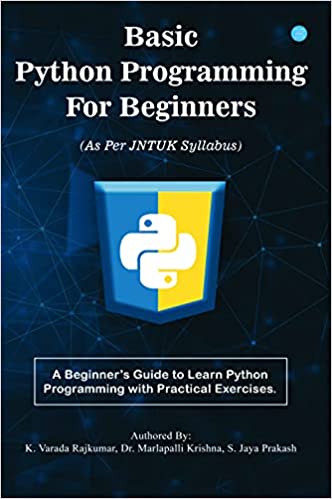 Basic
Python Programming
For Beginners
(As Per JNTUK Syllabus)
A Beginner's Guide to Learn Python
Programming with Practical Exercises.
Authored By:
K. Varada Rajkumar, Dr. Marlapalli Krishna, S. Jaya Prakash